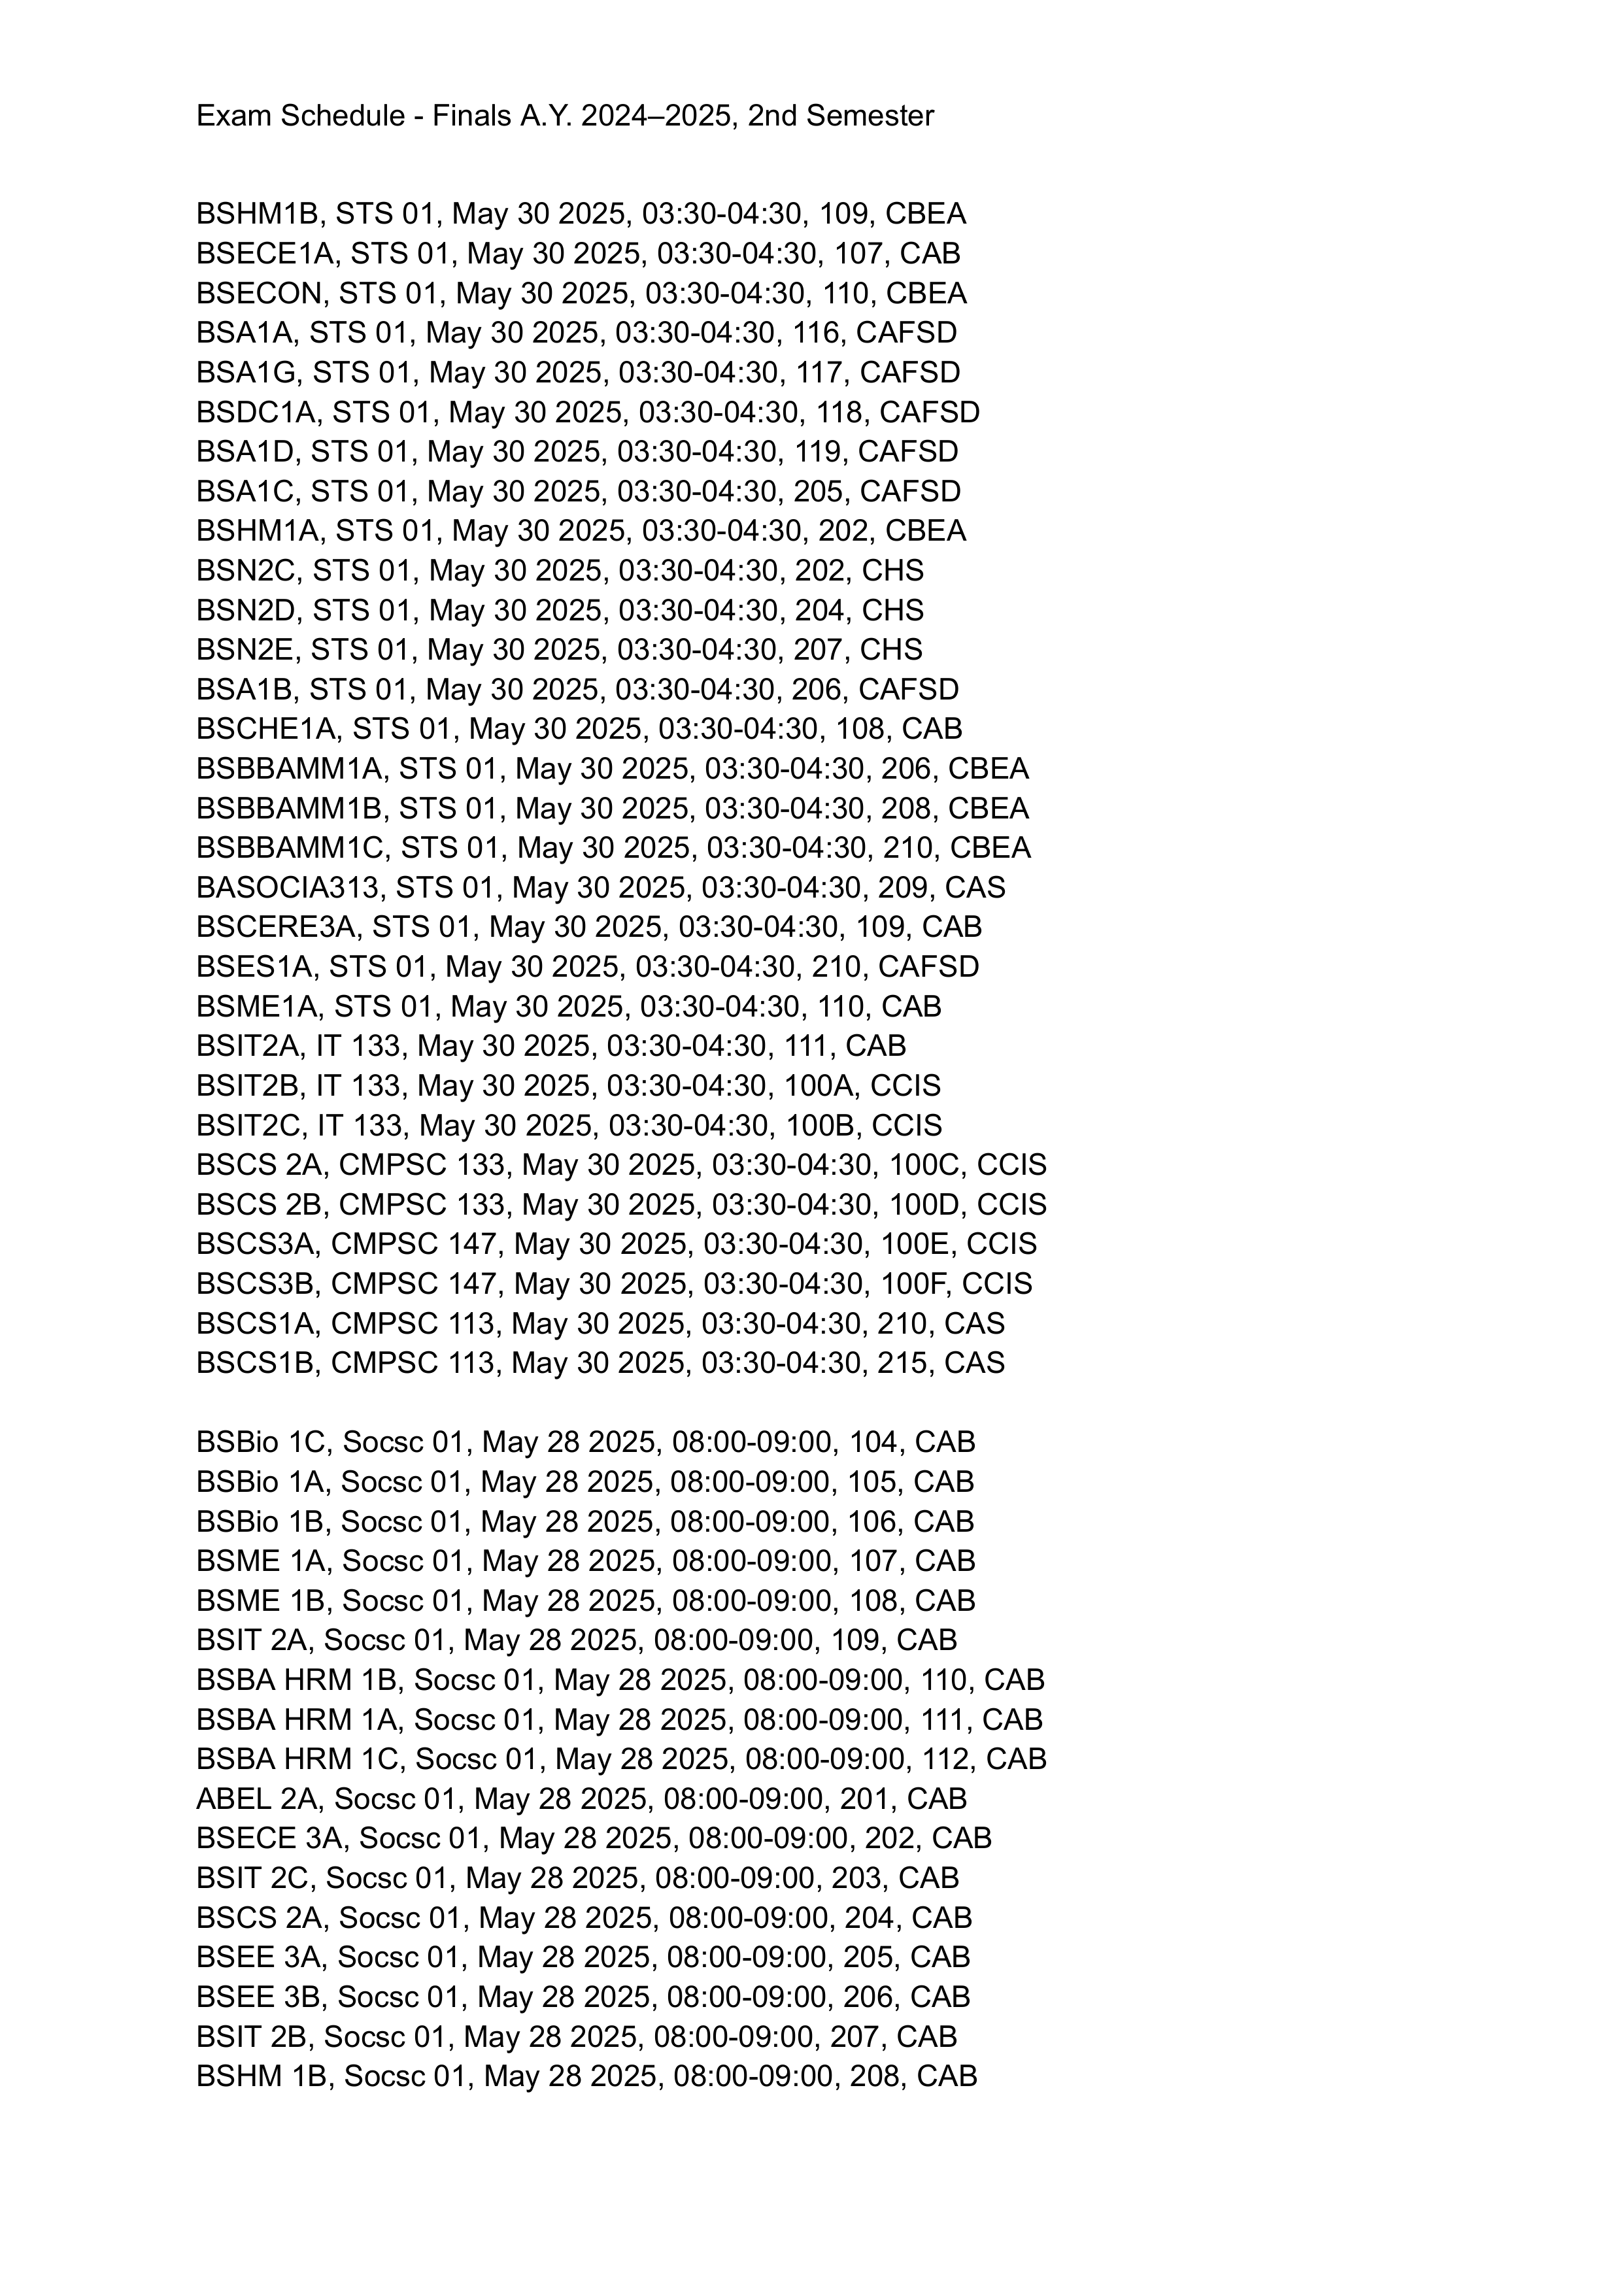 Exam Schedule - Finals A.Y. 2024–2025, 2nd Semester
BSHM1B, STS 01, May 30 2025, 03:30-04:30, 109, CBEA
BSECE1A, STS 01, May 30 2025, 03:30-04:30, 107, CAB
BSECON, STS 01, May 30 2025, 03:30-04:30, 110, CBEA
BSA1A, STS 01, May 30 2025, 03:30-04:30, 116, CAFSD
BSA1G, STS 01, May 30 2025, 03:30-04:30, 117, CAFSD
BSDC1A, STS 01, May 30 2025, 03:30-04:30, 118, CAFSD
BSA1D, STS 01, May 30 2025, 03:30-04:30, 119, CAFSD
BSA1C, STS 01, May 30 2025, 03:30-04:30, 205, CAFSD
BSHM1A, STS 01, May 30 2025, 03:30-04:30, 202, CBEA
BSN2C, STS 01, May 30 2025, 03:30-04:30, 202, CHS
BSN2D, STS 01, May 30 2025, 03:30-04:30, 204, CHS
BSN2E, STS 01, May 30 2025, 03:30-04:30, 207, CHS
BSA1B, STS 01, May 30 2025, 03:30-04:30, 206, CAFSD
BSCHE1A, STS 01, May 30 2025, 03:30-04:30, 108, CAB
BSBBAMM1A, STS 01, May 30 2025, 03:30-04:30, 206, CBEA
BSBBAMM1B, STS 01, May 30 2025, 03:30-04:30, 208, CBEA
BSBBAMM1C, STS 01, May 30 2025, 03:30-04:30, 210, CBEA
BASOCIA313, STS 01, May 30 2025, 03:30-04:30, 209, CAS
BSCERE3A, STS 01, May 30 2025, 03:30-04:30, 109, CAB
BSES1A, STS 01, May 30 2025, 03:30-04:30, 210, CAFSD
BSME1A, STS 01, May 30 2025, 03:30-04:30, 110, CAB
BSIT2A, IT 133, May 30 2025, 03:30-04:30, 111, CAB
BSIT2B, IT 133, May 30 2025, 03:30-04:30, 100A, CCIS
BSIT2C, IT 133, May 30 2025, 03:30-04:30, 100B, CCIS
BSCS 2A, CMPSC 133, May 30 2025, 03:30-04:30, 100C, CCIS
BSCS 2B, CMPSC 133, May 30 2025, 03:30-04:30, 100D, CCIS
BSCS3A, CMPSC 147, May 30 2025, 03:30-04:30, 100E, CCIS
BSCS3B, CMPSC 147, May 30 2025, 03:30-04:30, 100F, CCIS
BSCS1A, CMPSC 113, May 30 2025, 03:30-04:30, 210, CAS
BSCS1B, CMPSC 113, May 30 2025, 03:30-04:30, 215, CAS
BSBio 1C, Socsc 01, May 28 2025, 08:00-09:00, 104, CAB
BSBio 1A, Socsc 01, May 28 2025, 08:00-09:00, 105, CAB
BSBio 1B, Socsc 01, May 28 2025, 08:00-09:00, 106, CAB
BSME 1A, Socsc 01, May 28 2025, 08:00-09:00, 107, CAB
BSME 1B, Socsc 01, May 28 2025, 08:00-09:00, 108, CAB
BSIT 2A, Socsc 01, May 28 2025, 08:00-09:00, 109, CAB
BSBA HRM 1B, Socsc 01, May 28 2025, 08:00-09:00, 110, CAB
BSBA HRM 1A, Socsc 01, May 28 2025, 08:00-09:00, 111, CAB
BSBA HRM 1C, Socsc 01, May 28 2025, 08:00-09:00, 112, CAB
ABEL 2A, Socsc 01, May 28 2025, 08:00-09:00, 201, CAB
BSECE 3A, Socsc 01, May 28 2025, 08:00-09:00, 202, CAB
BSIT 2C, Socsc 01, May 28 2025, 08:00-09:00, 203, CAB
BSCS 2A, Socsc 01, May 28 2025, 08:00-09:00, 204, CAB
BSEE 3A, Socsc 01, May 28 2025, 08:00-09:00, 205, CAB
BSEE 3B, Socsc 01, May 28 2025, 08:00-09:00, 206, CAB
BSIT 2B, Socsc 01, May 28 2025, 08:00-09:00, 207, CAB
BSHM 1B, Socsc 01, May 28 2025, 08:00-09:00, 208, CAB